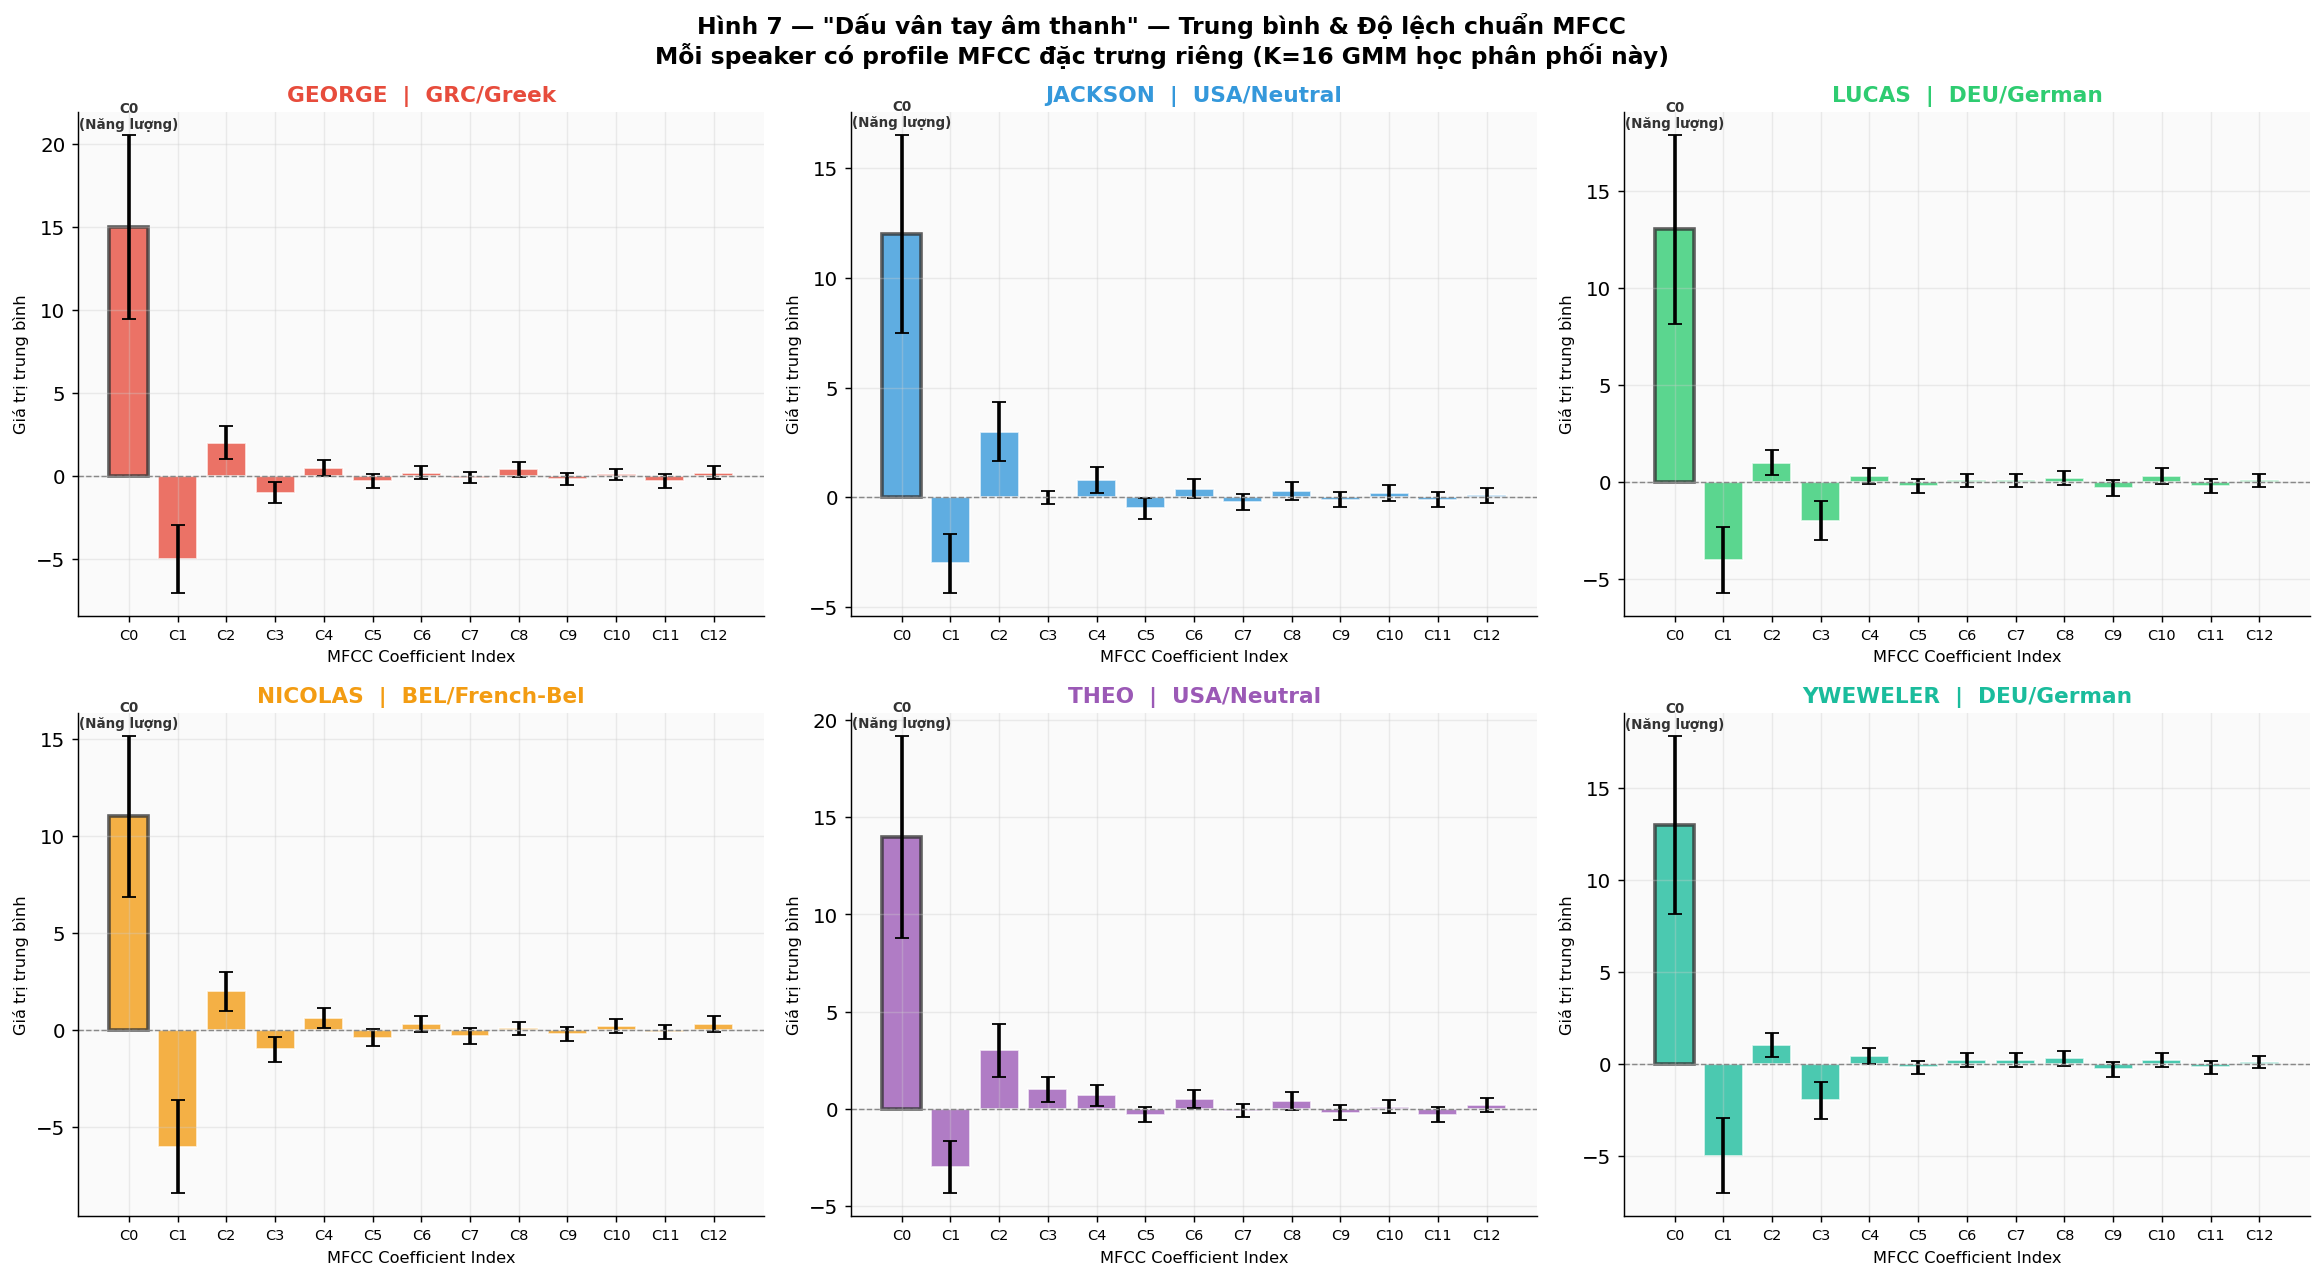 Hình 7 — "Dấu vân tay âm thanh" — Trung bình & Độ lệch chuẩn MFCC
Mỗi speaker có profile MFCC đặc trưng riêng (K=16 GMM học phân phối này)
GEORGE | GRC/Greek
C0
(Năng lượng)
20
15
10
5
0
−5
Giá trị trung bình
C0 C1 C2 C3 C4 C5 C6 C7 C8 C9 C10 C11 C12
MFCC Coefficient Index
JACKSON | USA/Neutral
C0
(Năng lượng)
15
10
5
0
−5
Giá trị trung bình
C0 C1 C2 C3 C4 C5 C6 C7 C8 C9 C10 C11 C12
MFCC Coefficient Index
LUCAS | DEU/German
C0
(Năng lượng)
15
10
5
0
−5
Giá trị trung bình
C0 C1 C2 C3 C4 C5 C6 C7 C8 C9 C10 C11 C12
MFCC Coefficient Index
NICOLAS | BEL/French-Bel
C0
(Năng lượng)
15
10
5
0
−5
Giá trị trung bình
C0 C1 C2 C3 C4 C5 C6 C7 C8 C9 C10 C11 C12
MFCC Coefficient Index
THEO | USA/Neutral
C0
(Năng lượng)
20
15
10
5
0
−5
Giá trị trung bình
C0 C1 C2 C3 C4 C5 C6 C7 C8 C9 C10 C11 C12
MFCC Coefficient Index
YWEWELER | DEU/German
C0
(Năng lượng)
15
10
5
0
−5
Giá trị trung bình
C0 C1 C2 C3 C4 C5 C6 C7 C8 C9 C10 C11 C12
MFCC Coefficient Index